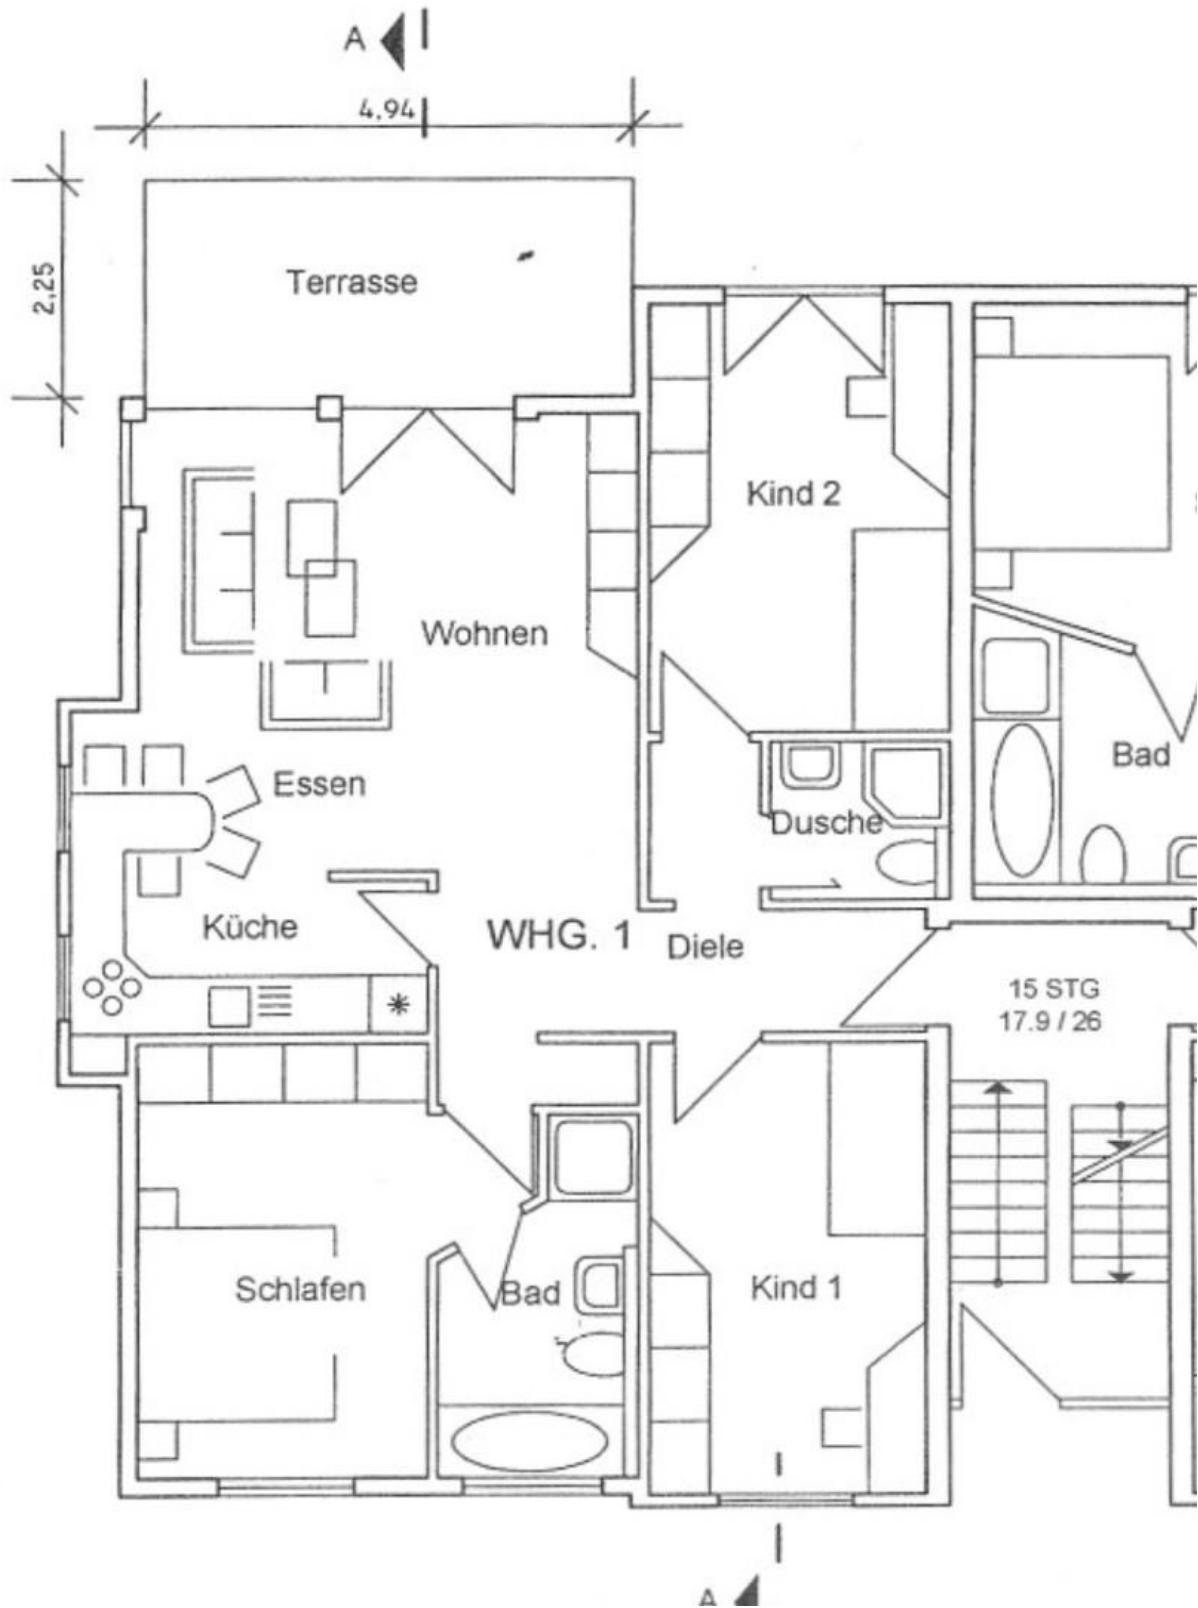 A
4,94
2,25
Terrasse
Kind 2
Wohnen
Bad
Essen
Dusche
Küche
WHG. 1
Diele
15 STG
17.9 / 26
Schlafen
Bad
Kind 1
A